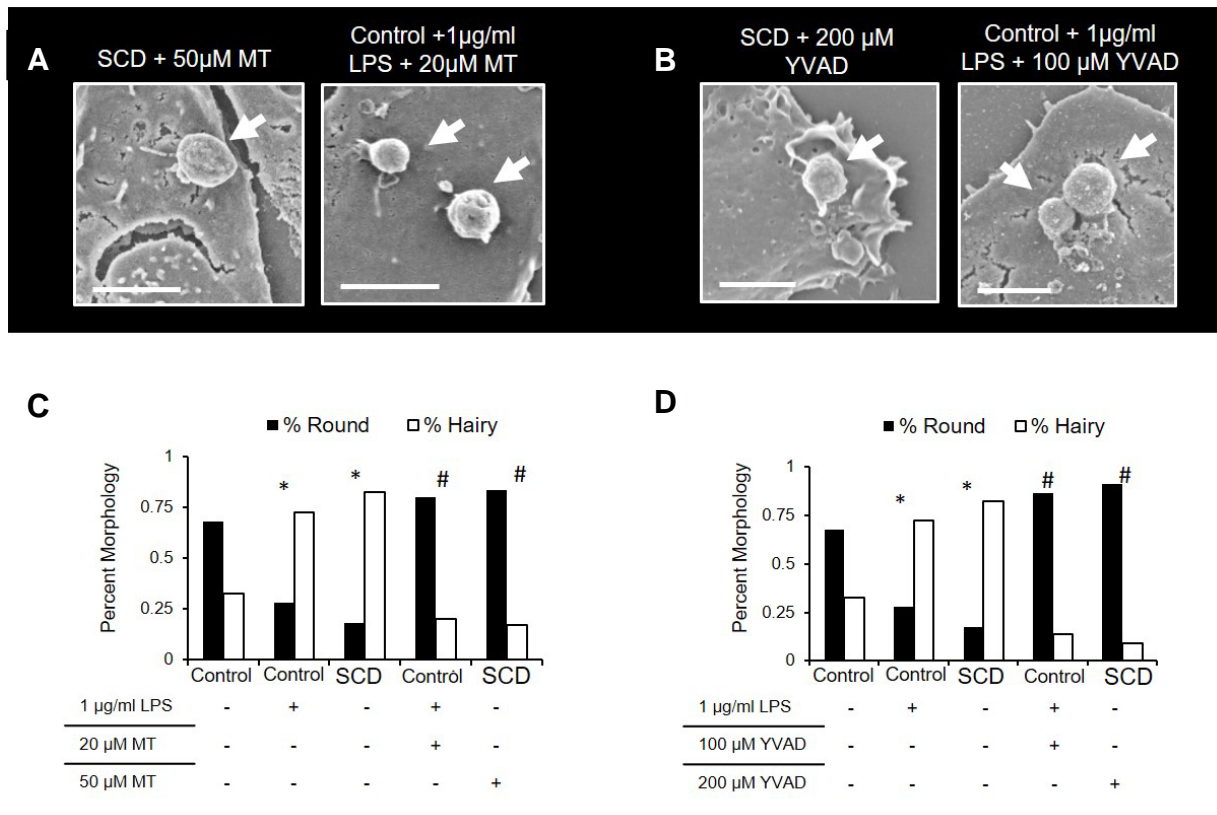 A
SCD + 50µM MT
Control +1µg/ml
LPS + 20µM MT
B
SCD + 200 µM
YVAD
Control + 1µg/ml
LPS + 100 µM YVAD
C
% Round % Hairy
Percent Morphology
1
0.75
0.5
0.25
0
* * # #
Control Control SCD Control SCD
1 µg/ml LPS - + - + -
20 µM MT - - - + -
50 µM MT - - - - +
D
% Round % Hairy
Percent Morphology
1
0.75
0.5
0.25
0
* * # #
Control Control SCD Control SCD
1 µg/ml LPS - + - + -
100 µM YVAD - - - + -
200 µM YVAD - - - - +